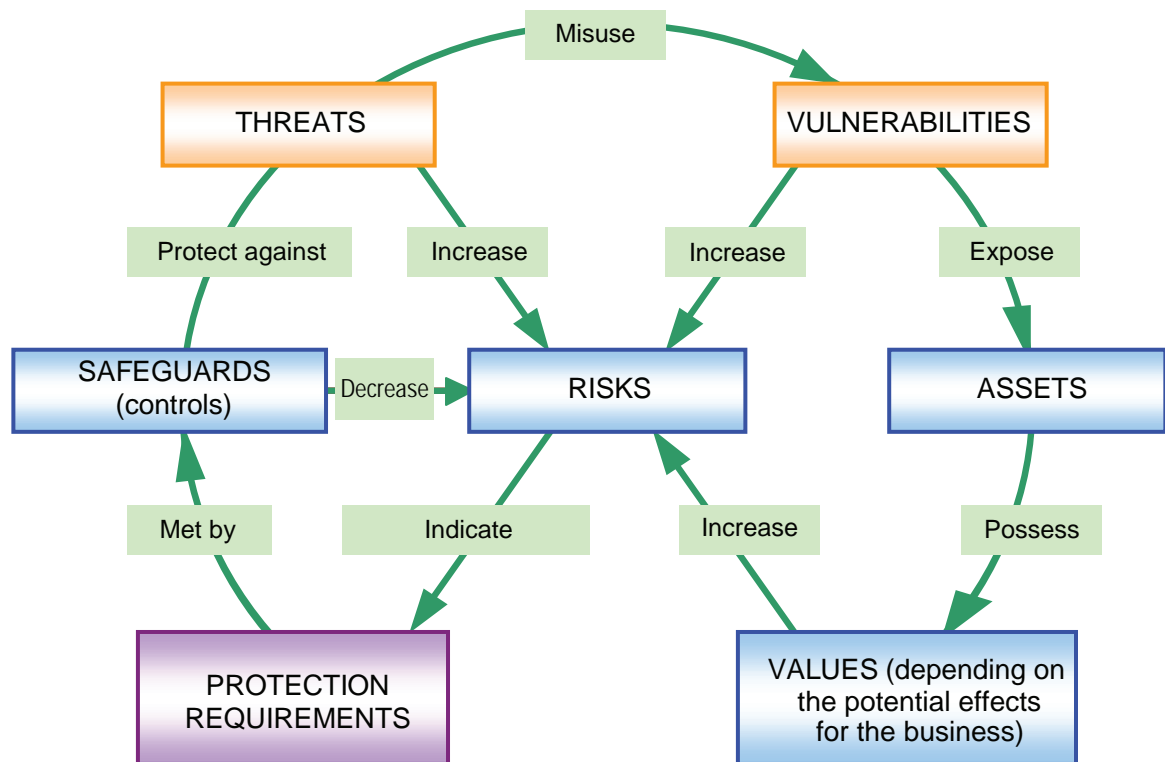 Misuse
THREATS
VULNERABILITIES
Protect against
Increase
Increase
Expose
SAFEGUARDS
(controls)
Decrease
RISKS
ASSETS
Met by
Indicate
Increase
Possess
PROTECTION
REQUIREMENTS
VALUES (depending on
the potential effects
for the business)